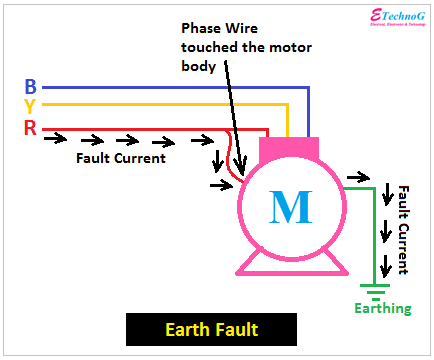 ETechnoG
Electrical, Electronics & Technology
Phase Wire
touched the motor
body
B
Y
R
Fault Current
M
Fault Current
Earthing
Earth Fault